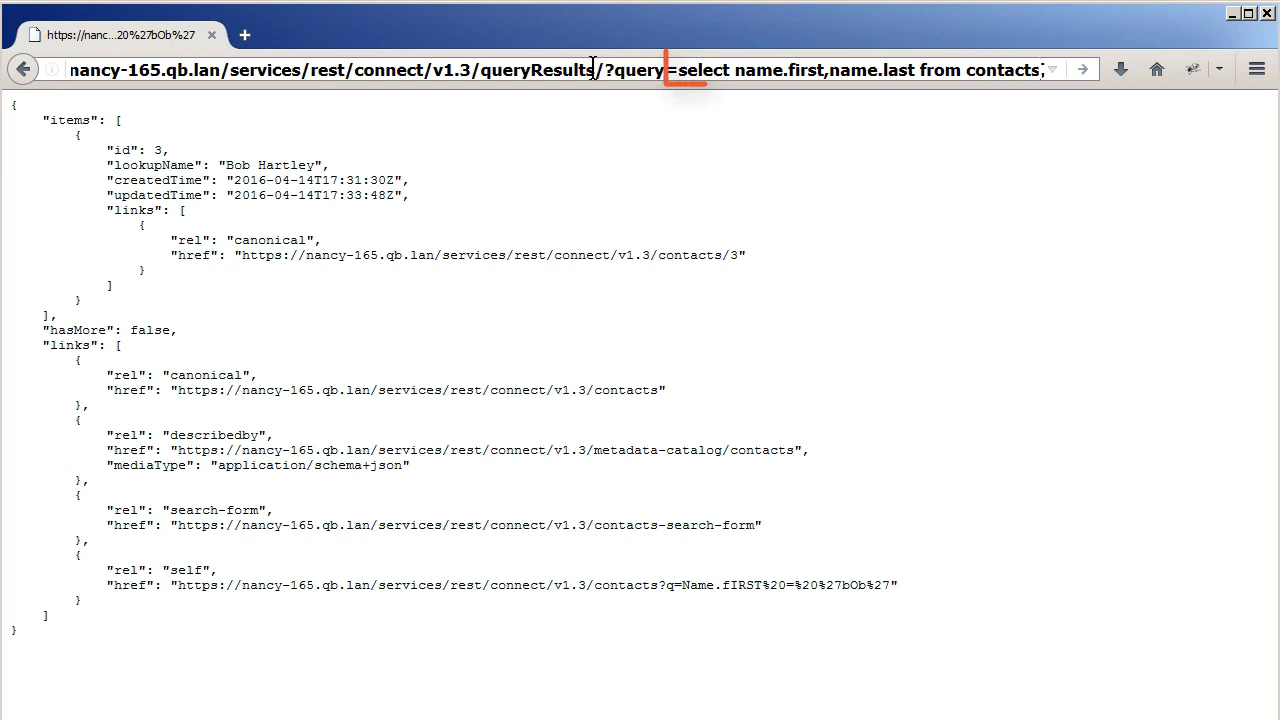 https://nanc...20%27bOb%27
nancy-165.qb.lan/services/rest/connect/v1.3/queryResults/?query=select name.first,name.last from contacts;
{
"items": [
{
"id": 3,
"lookupName": "Bob Hartley",
"createdTime": "2016-04-14T17:31:30Z",
"updatedTime": "2016-04-14T17:33:48Z",
"links": [
{
"rel": "canonical",
"href": "https://nancy-165.qb.lan/services/rest/connect/v1.3/contacts/3"
}
]
}
],
"hasMore": false,
"links": [
{
"rel": "canonical",
"href": "https://nancy-165.qb.lan/services/rest/connect/v1.3/contacts"
},
{
"rel": "describedby",
"href": "https://nancy-165.qb.lan/services/rest/connect/v1.3/metadata-catalog/contacts",
"mediaType": "application/schema+json"
},
{
"rel": "search-form",
"href": "https://nancy-165.qb.lan/services/rest/connect/v1.3/contacts-search-form"
},
{
"rel": "self",
"href": "https://nancy-165.qb.lan/services/rest/connect/v1.3/contacts?q=Name.fIRST%20=%20%27bOb%27"
}
]
}